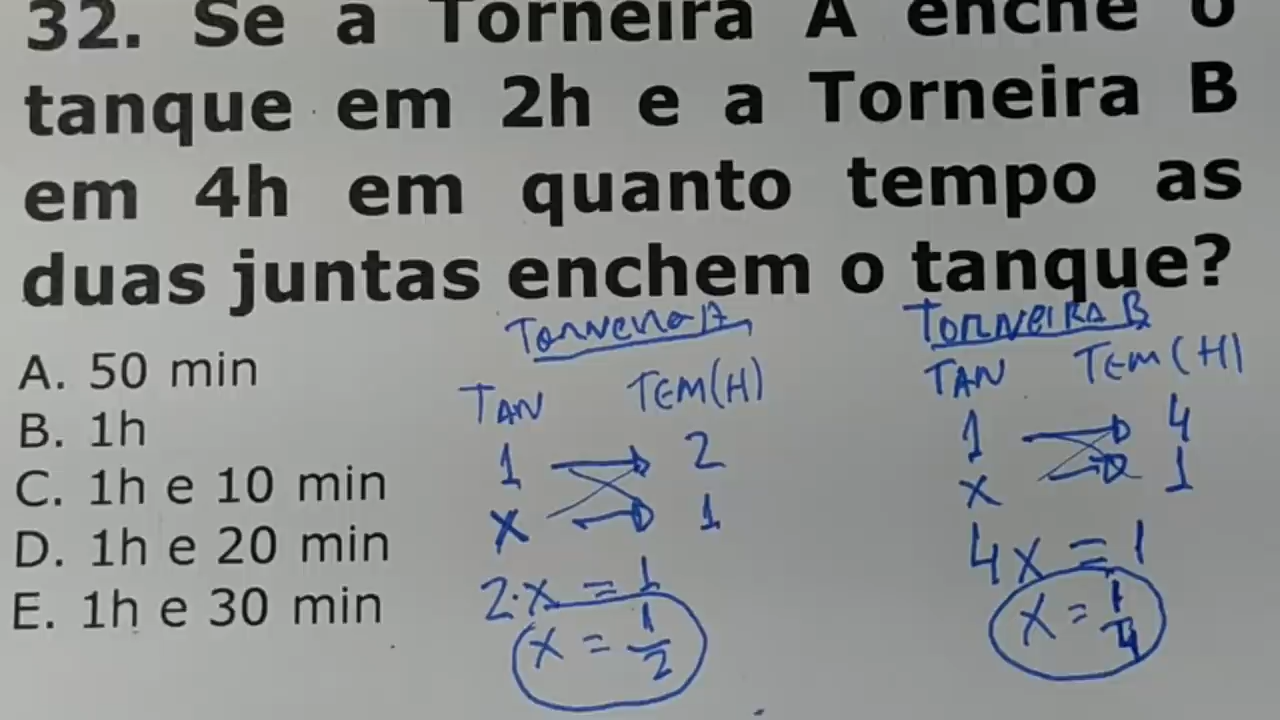 32. Se a Torneira A enche o
tanque em 2h e a Torneira B
em 4h em quanto tempo as
duas juntas enchem o tanque?
A. 50 min
B. 1h
C. 1h e 10 min
D. 1h e 20 min
E. 1h e 30 min
Torneira A
TAN TEM(H)
1 2
X 1
2·X = 1
X = 1/2
TORNEIRA B
TAN TEM(H)
1 4
X 1
4X = 1
X = 1/4